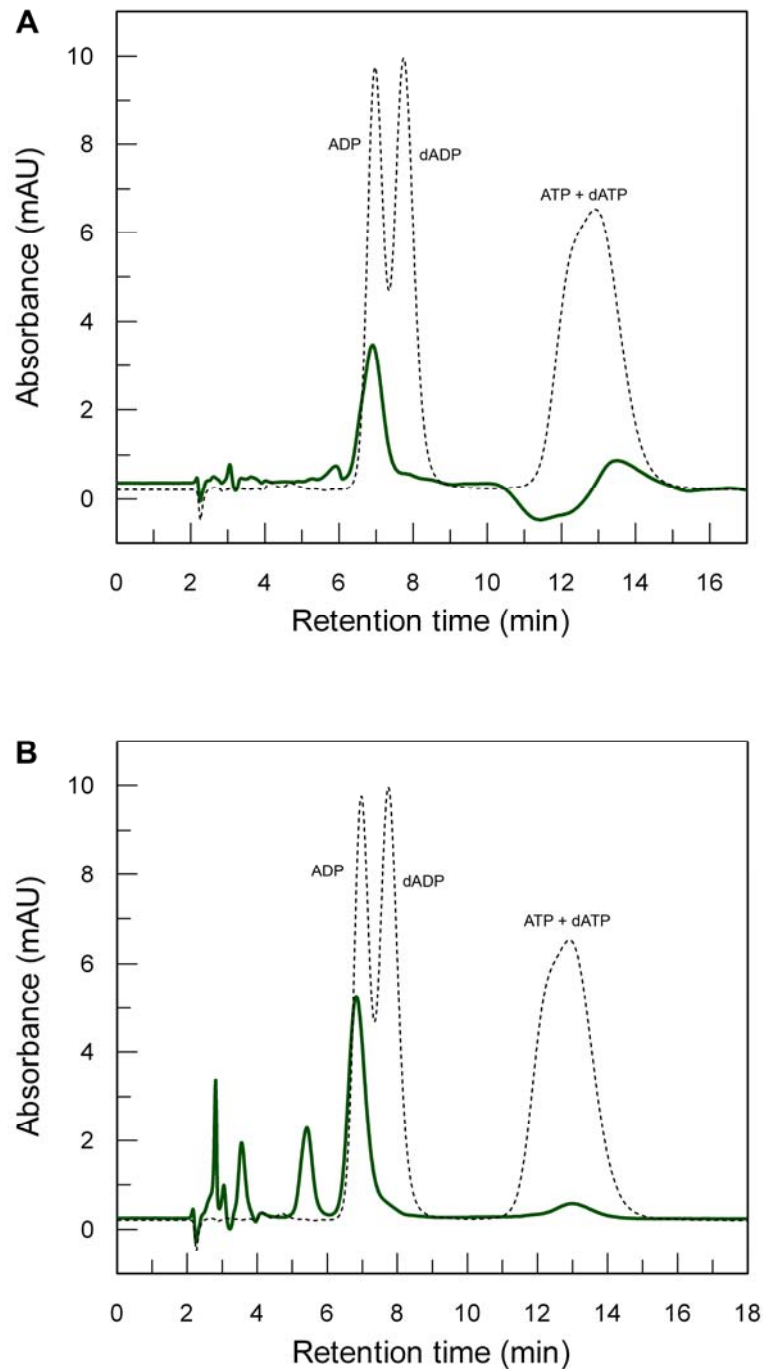 A
10
8
6
4
2
0
Absorbance (mAU)
ADP
dADP
ATP + dATP
0 2 4 6 8 10 12 14 16
Retention time (min)
B
10
8
6
4
2
0
Absorbance (mAU)
ADP
dADP
ATP + dATP
0 2 4 6 8 10 12 14 16 18
Retention time (min)